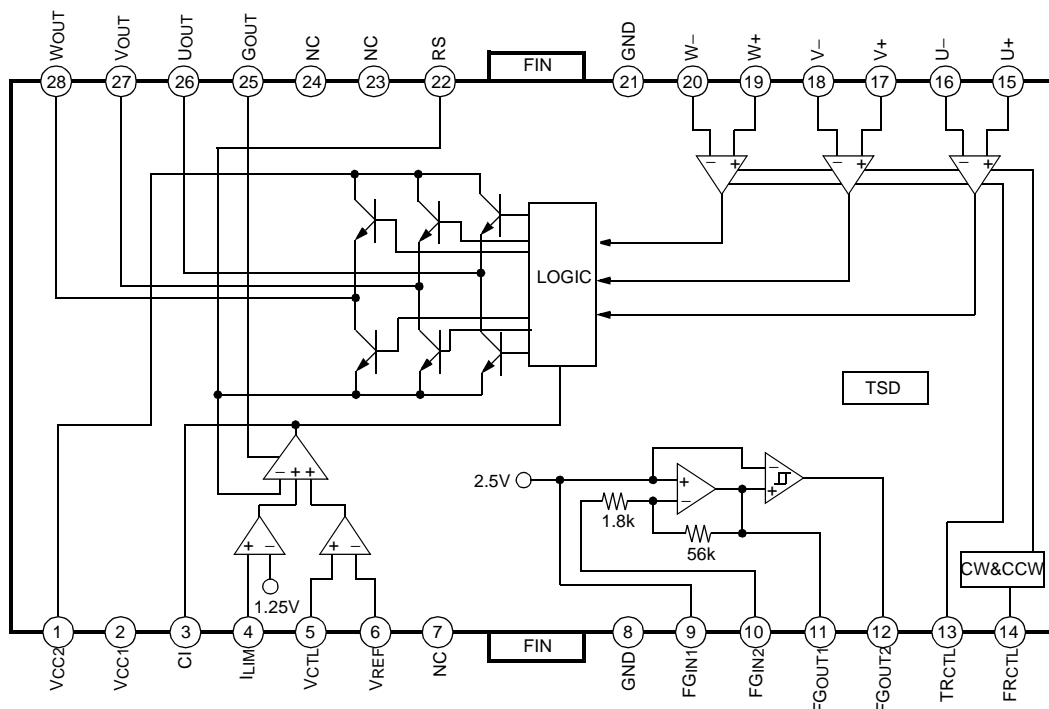 WOUT
VOUT
UOUT
GOUT
NC
NC
RS
GND
W−
W+
V−
V+
U−
U+
28
27
26
25
24
23
22
FIN
21
20
19
18
17
16
15
− +
− +
− +
LOGIC
TSD
− + +
2.5V
−
+
+
−
1.8k
56k
+ −
+ −
1.25V
CW&CCW
1
2
3
4
5
6
7
FIN
8
9
10
11
12
13
14
VCC2
VCC1
CI
ILIM
VCTL
VREF
NC
GND
FGIN1
FGIN2
FGOUT1
FGOUT2
TRCTL
FRCTL